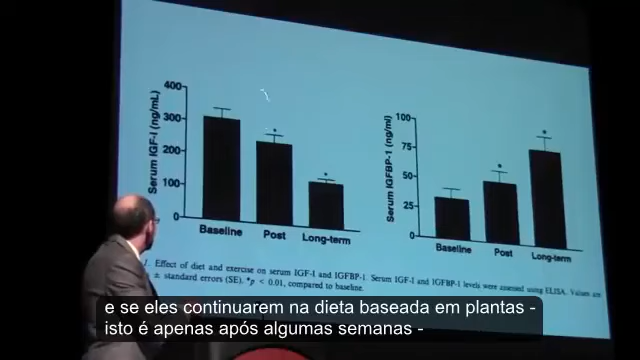 400
300
200
100
0
Serum IGF-I (ng/mL)
*
*
Baseline
Post
Long-term
100
75
50
25
0
Serum IGFBP-1 (ng/ml)
*
*
Baseline
Post
Long-term
1. Effect of diet and exercise on serum IGF-I and IGFBP-1. Serum IGF-I and IGFBP-1 levels were assessed using ELISA. Values are
± standard errors (SE). *p < 0.01, compared to baseline.
e se eles continuarem na dieta baseada em plantas -
isto é apenas após algumas semanas -